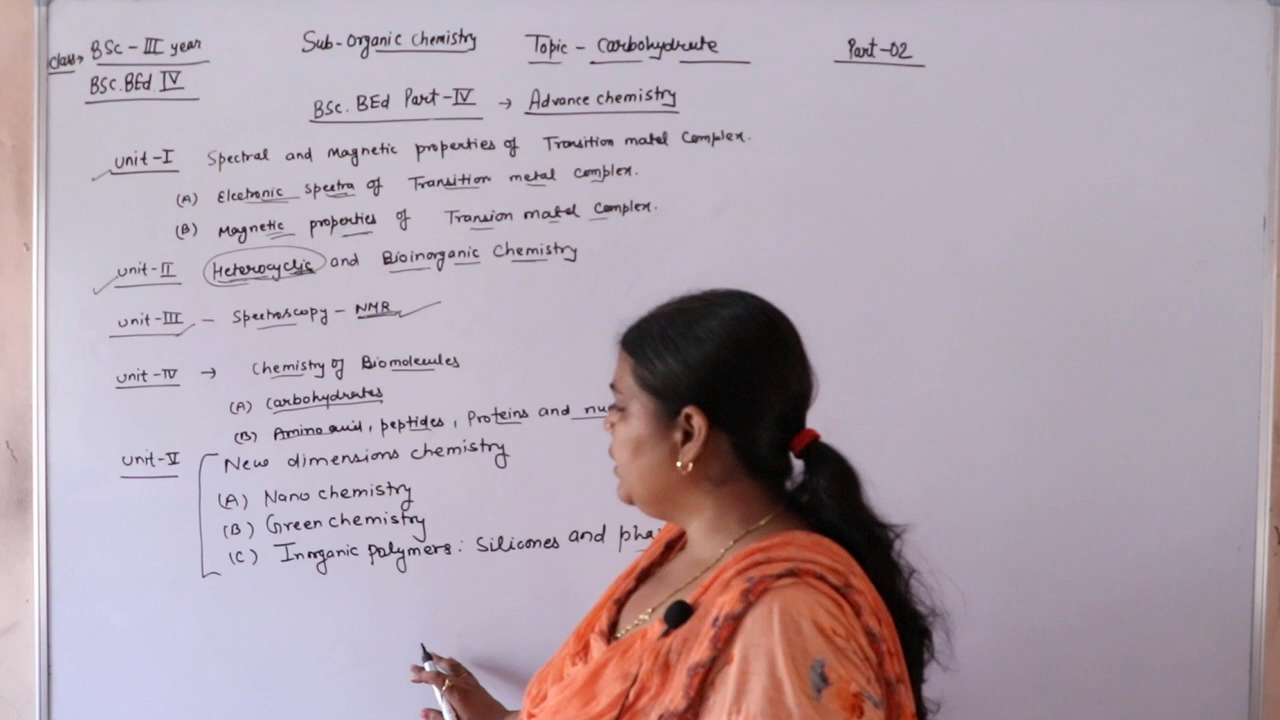 Class → BSc - III year Sub- Organic chemistry Topic - Carbohydrate Part-02
BSc.BEd IV
BSc. BEd Part-IV → Advance chemistry
unit-I Spectral and Magnetic properties of Transition matel Complex.
(A) Electronic spectra of Transition metal complex.
(B) Magnetic properties of Transion matel Complex.
unit-II Heterocyclic and Bioinorganic Chemistry
unit-III - Spectroscopy - NMR
unit-IV → Chemistry of Biomolecules
(A) Carbohydrates
(B) Amino acid, peptides, Proteins and
unit-V New dimensions chemistry
(A) Nano chemistry
(B) Green chemistry
(C) Inorganic polymers: Silicones and